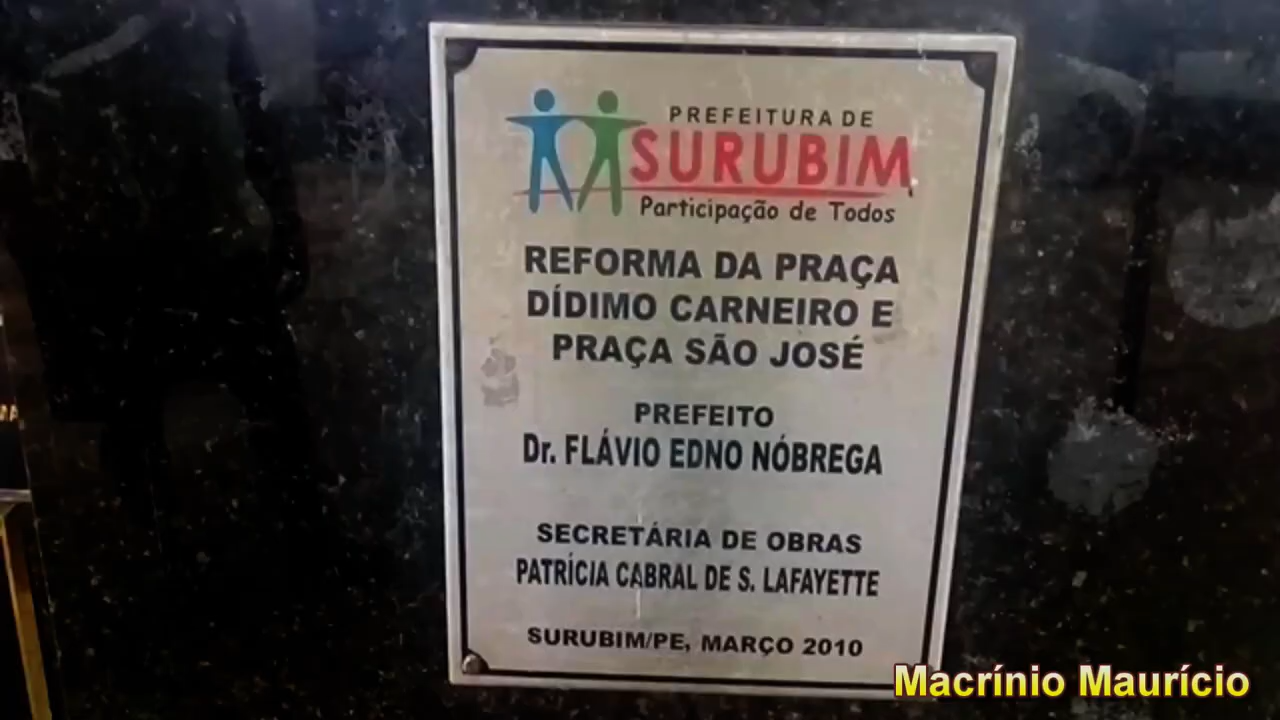 PREFEITURA DE
SURUBIM
Participação de Todos
REFORMA DA PRAÇA
DÍDIMO CARNEIRO E
PRAÇA SÃO JOSÉ
PREFEITO
Dr. FLÁVIO EDNO NÓBREGA
SECRETÁRIA DE OBRAS
PATRÍCIA CABRAL DE S. LAFAYETTE
SURUBIM/PE, MARÇO 2010
Macrínio Maurício